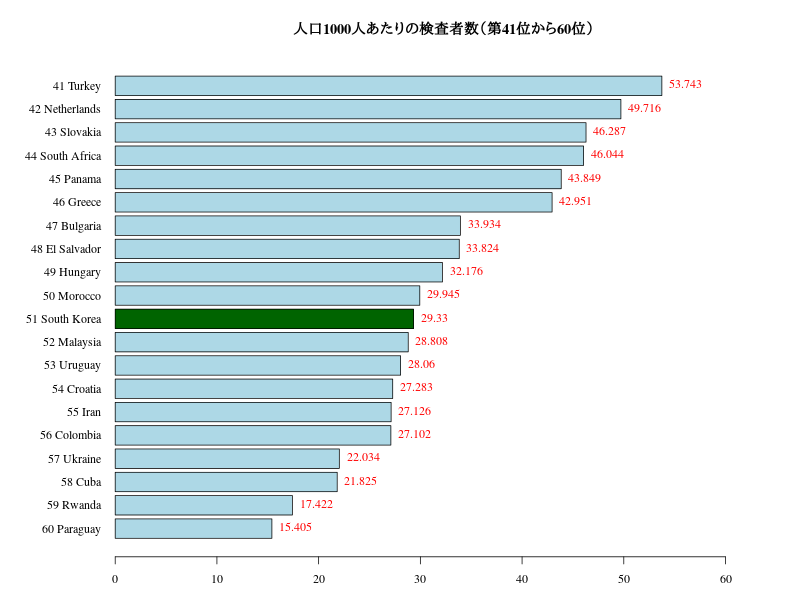 人口1000人あたりの検査者数（第41位から60位）
41 Turkey 53.743
42 Netherlands 49.716
43 Slovakia 46.287
44 South Africa 46.044
45 Panama 43.849
46 Greece 42.951
47 Bulgaria 33.934
48 El Salvador 33.824
49 Hungary 32.176
50 Morocco 29.945
51 South Korea 29.33
52 Malaysia 28.808
53 Uruguay 28.06
54 Croatia 27.283
55 Iran 27.126
56 Colombia 27.102
57 Ukraine 22.034
58 Cuba 21.825
59 Rwanda 17.422
60 Paraguay 15.405
0 10 20 30 40 50 60